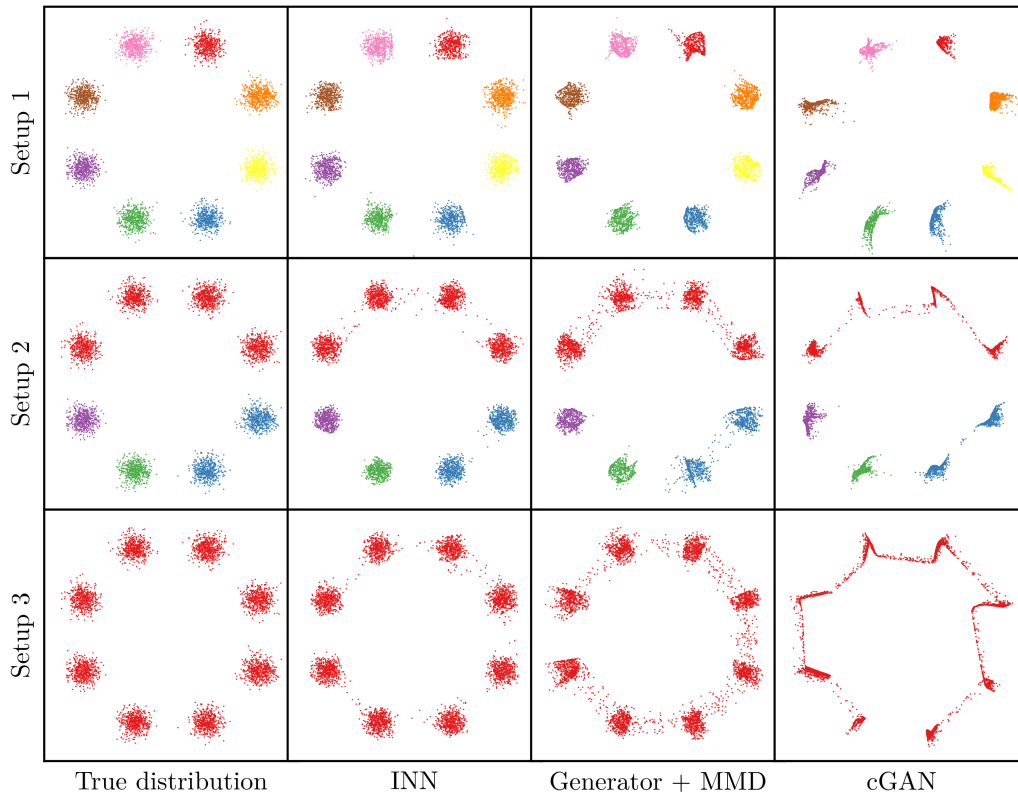 Setup 1
Setup 2
Setup 3
True distribution
INN
Generator + MMD
cGAN